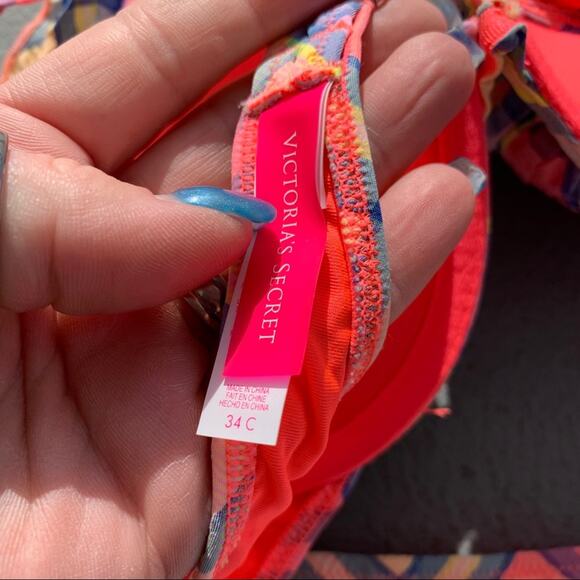 VICTORIA'S SECRET
MADE IN CHINA
FAIT EN CHINE
HECHO EN CHINA
34 C